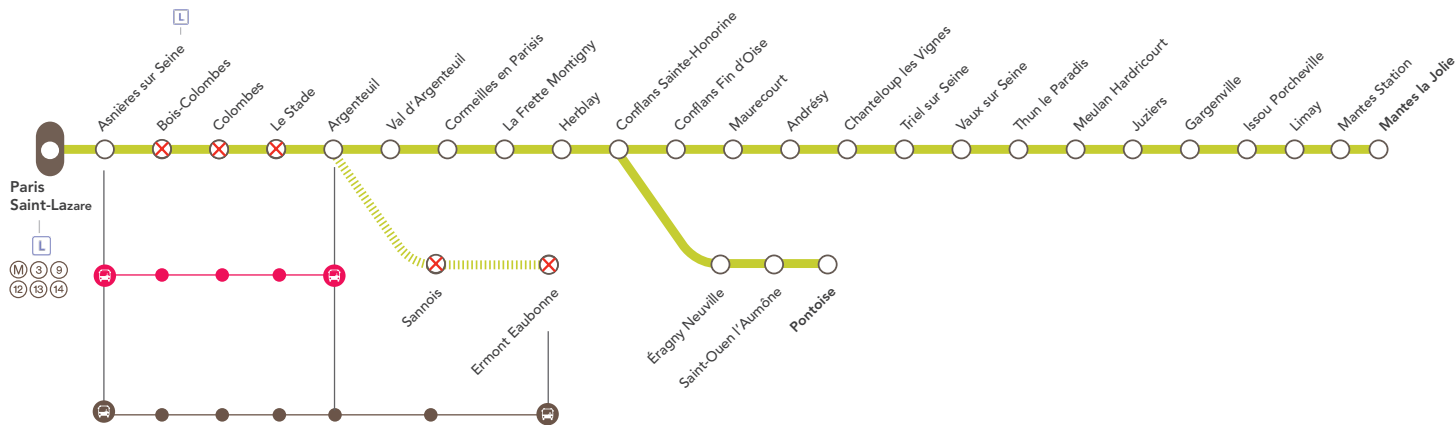 L
Asnières sur Seine
Bois-Colombes
Colombes
Le Stade
Argenteuil
Val d'Argenteuil
Cormeilles en Parisis
La Frette Montigny
Herblay
Conflans Sainte-Honorine
Conflans Fin d'Oise
Maurecourt
Andrésy
Chanteloup les Vignes
Triel sur Seine
Vaux sur Seine
Thun le Paradis
Meulan Hardricourt
Juziers
Gargenville
Issou Porcheville
Limay
Mantes Station
Mantes la Jolie
Paris
Saint-Lazare
L
M 3 9
12 13 14
Sannois
Ermont Eaubonne
Éragny Neuville
Saint-Ouen l'Aumône
Pontoise